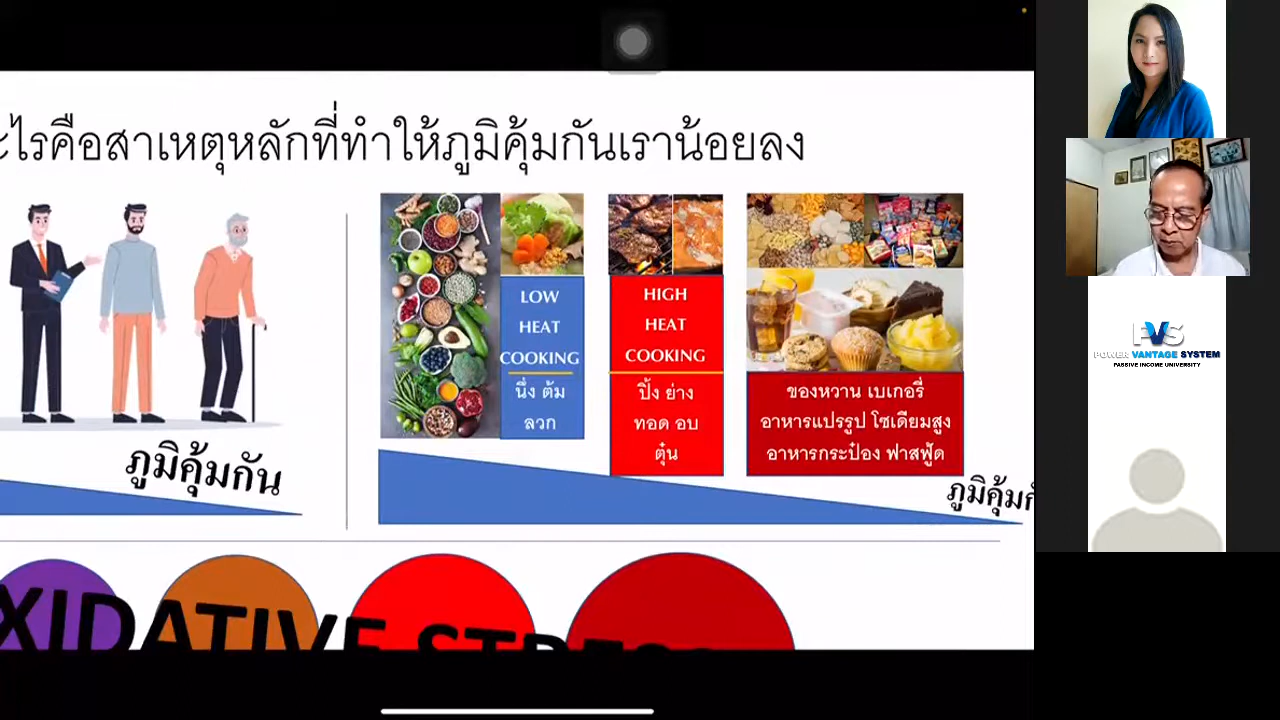 ะไรคือสาเหตุหลักที่ทำให้ภูมิคุ้มกันเราน้อยลง
LOW
HEAT
COOKING
นึ่ง ต้ม
ลวก
HIGH
HEAT
COOKING
ปิ้ง ย่าง
ทอด อบ
ตุ๋น
ของหวาน เบเกอรี่
อาหารแปรรูป โซเดียมสูง
อาหารกระป๋อง ฟาสฟู้ด
ภูมิคุ้มกัน
ภูมิคุ้มกั
XIDATIVE STRESS
PVS
POWER VANTAGE SYSTEM
PASSIVE INCOME UNIVERSITY